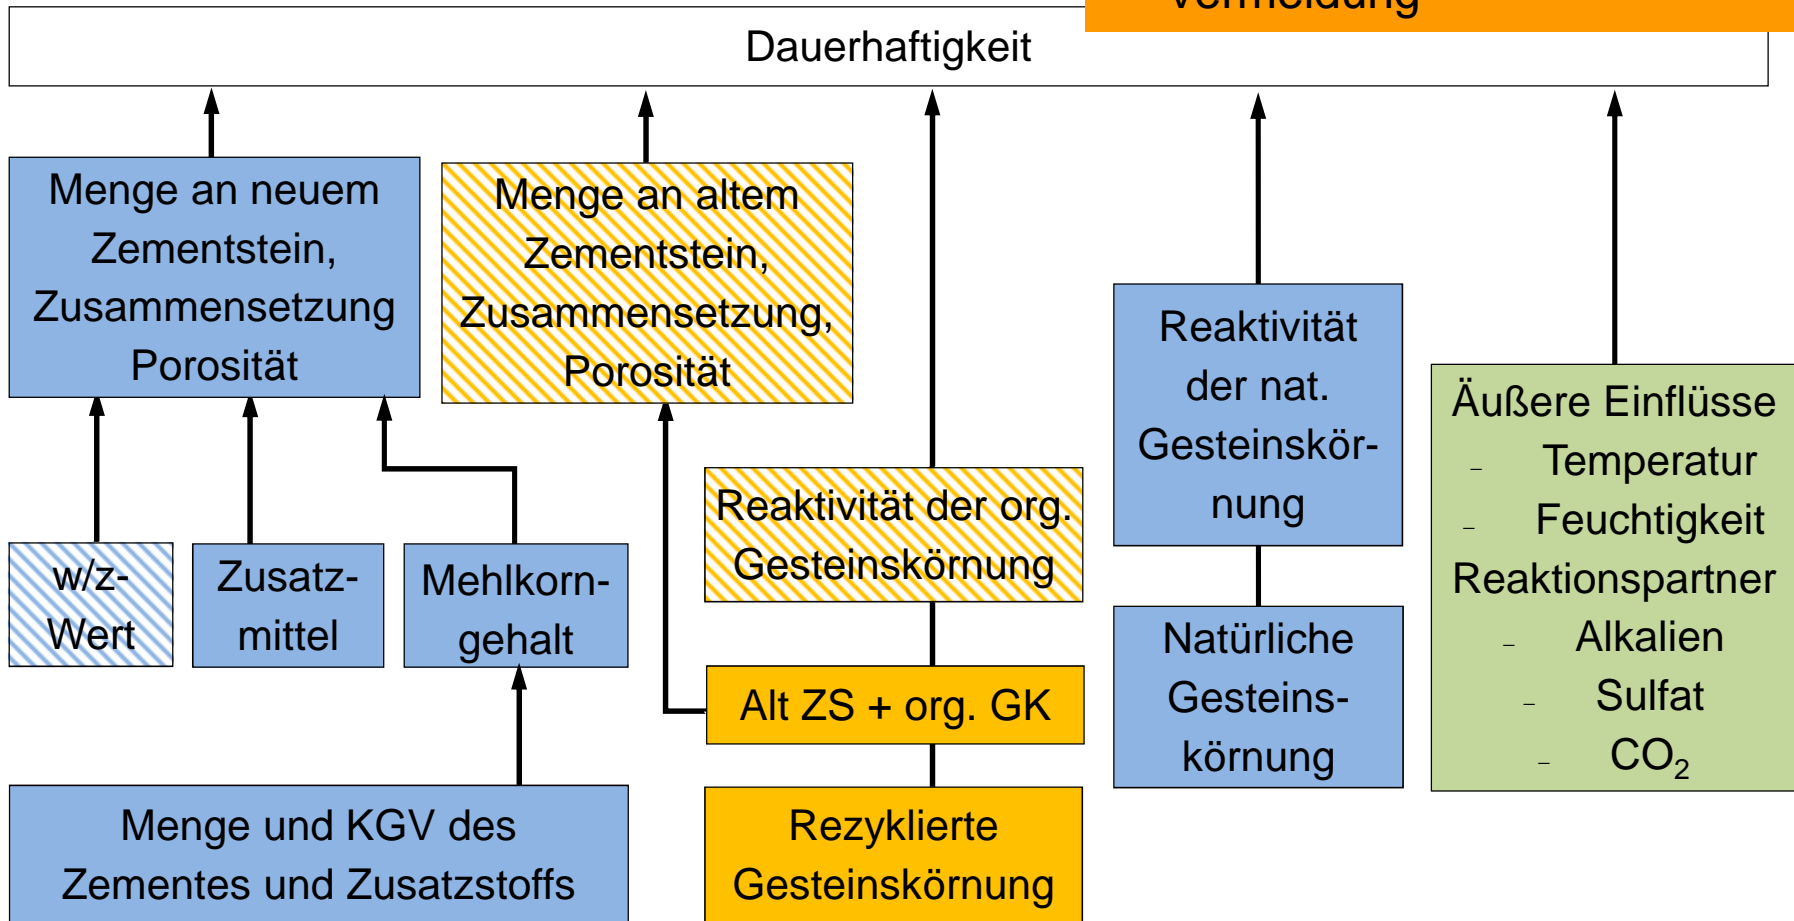 Vermeidung
Dauerhaftigkeit
Menge an neuem
Zementstein,
Zusammensetzung
Porosität
Menge an altem
Zementstein,
Zusammensetzung,
Porosität
Reaktivität
der nat.
Gesteinskör-
nung
Äußere Einflüsse
– Temperatur
– Feuchtigkeit
Reaktionspartner
– Alkalien
– Sulfat
– CO₂
Reaktivität der org.
Gesteinskörnung
w/z-
Wert
Zusatz-
mittel
Mehlkorn-
gehalt
Natürliche
Gesteins-
körnung
Alt ZS + org. GK
Menge und KGV des
Zementes und Zusatzstoffs
Rezyklierte
Gesteinskörnung